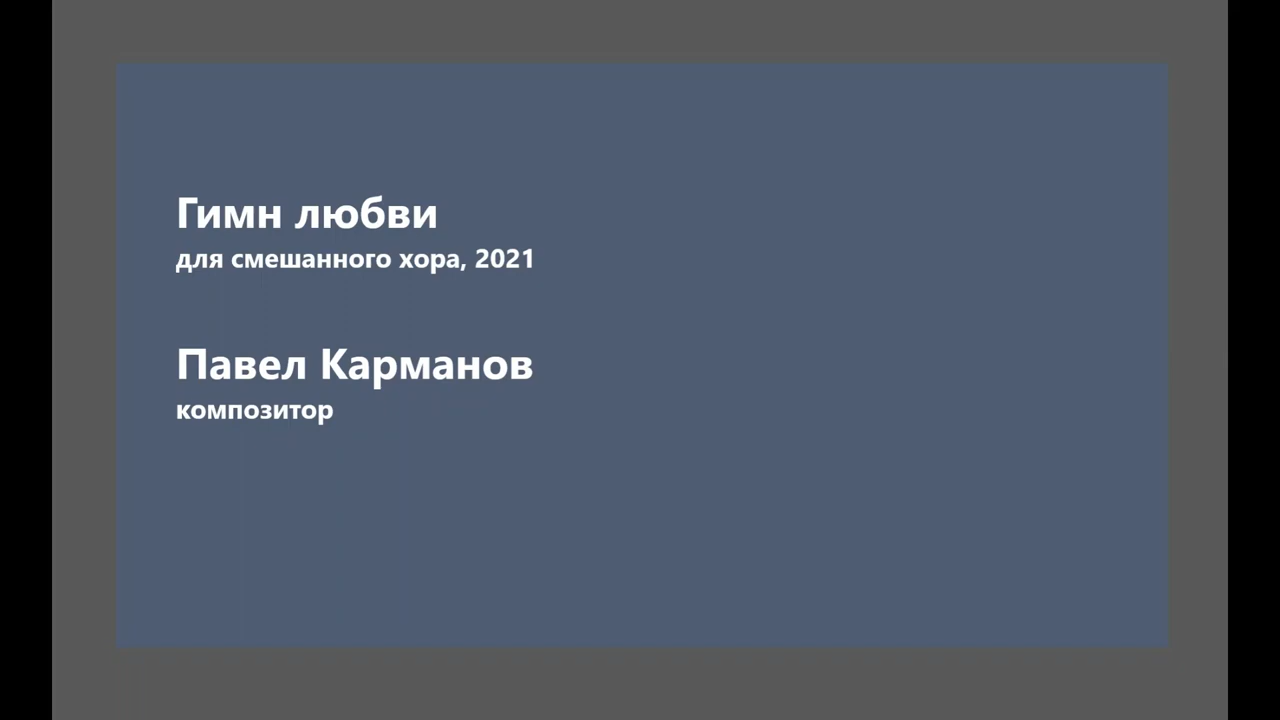 Гимн любви
для смешанного хора, 2021
Павел Карманов
композитор